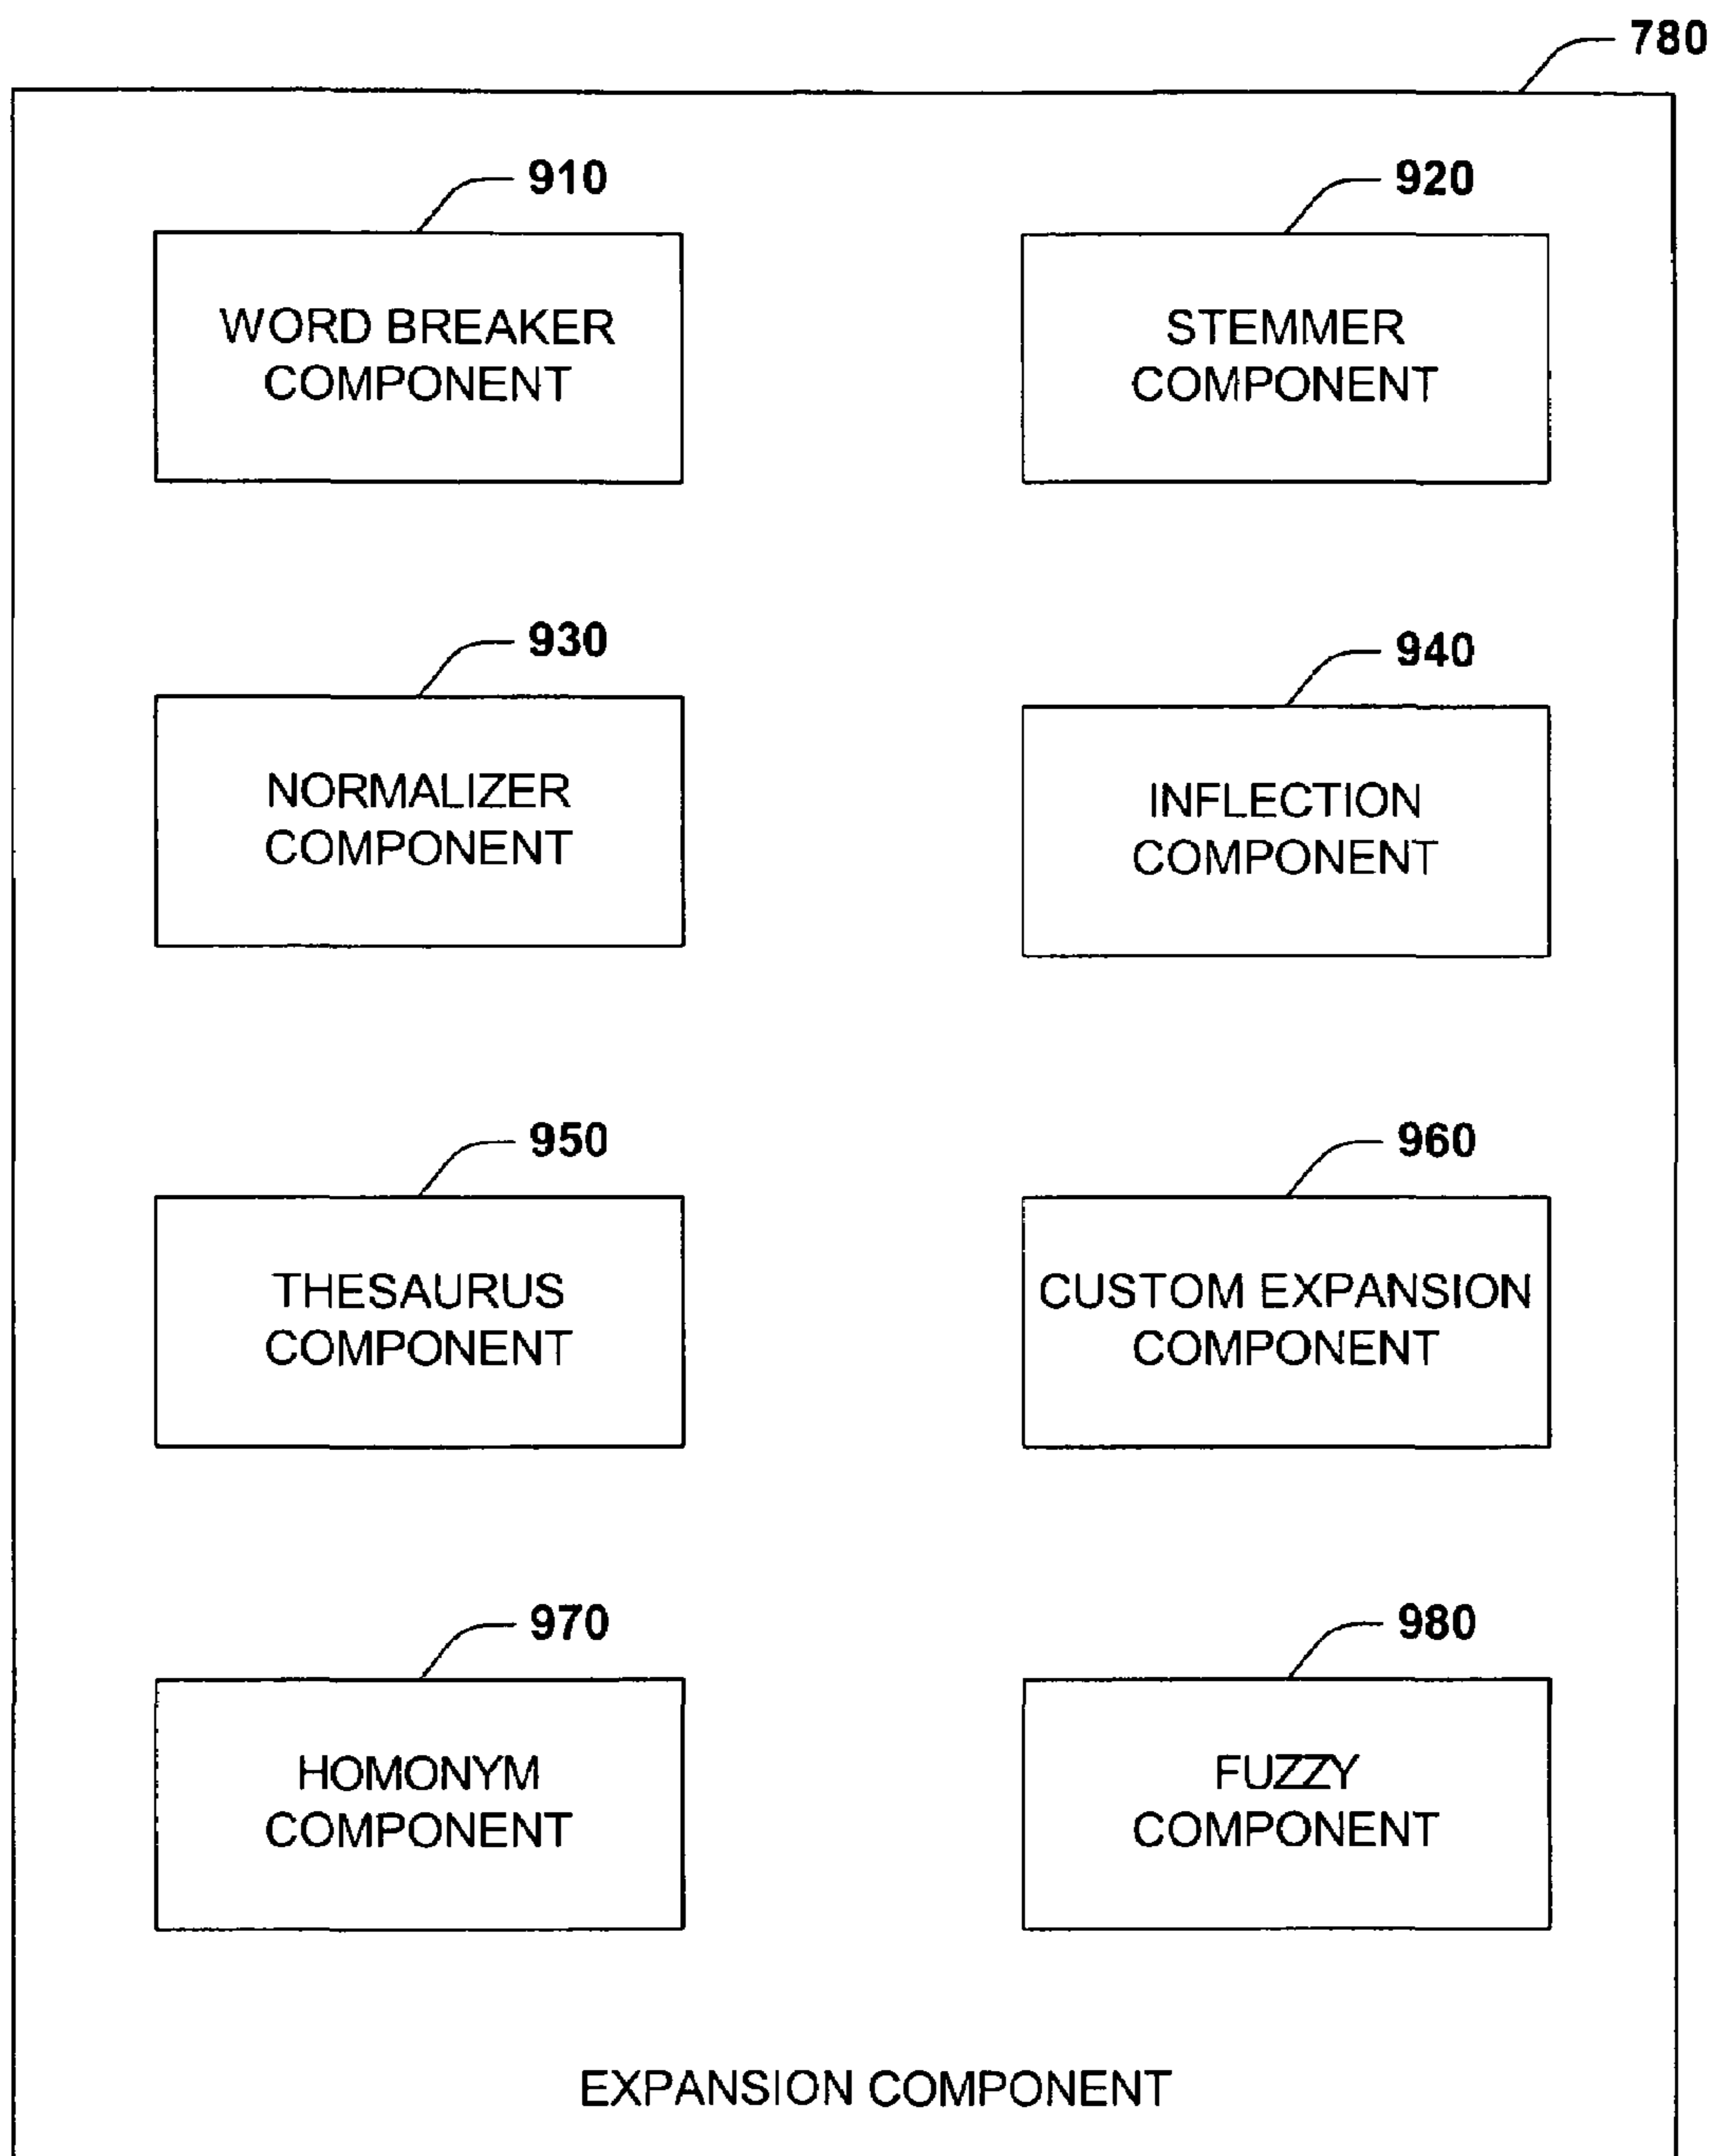 780
910
WORD BREAKER
COMPONENT
920
STEMMER
COMPONENT
930
NORMALIZER
COMPONENT
940
INFLECTION
COMPONENT
950
THESAURUS
COMPONENT
960
CUSTOM EXPANSION
COMPONENT
970
HOMONYM
COMPONENT
980
FUZZY
COMPONENT
EXPANSION COMPONENT